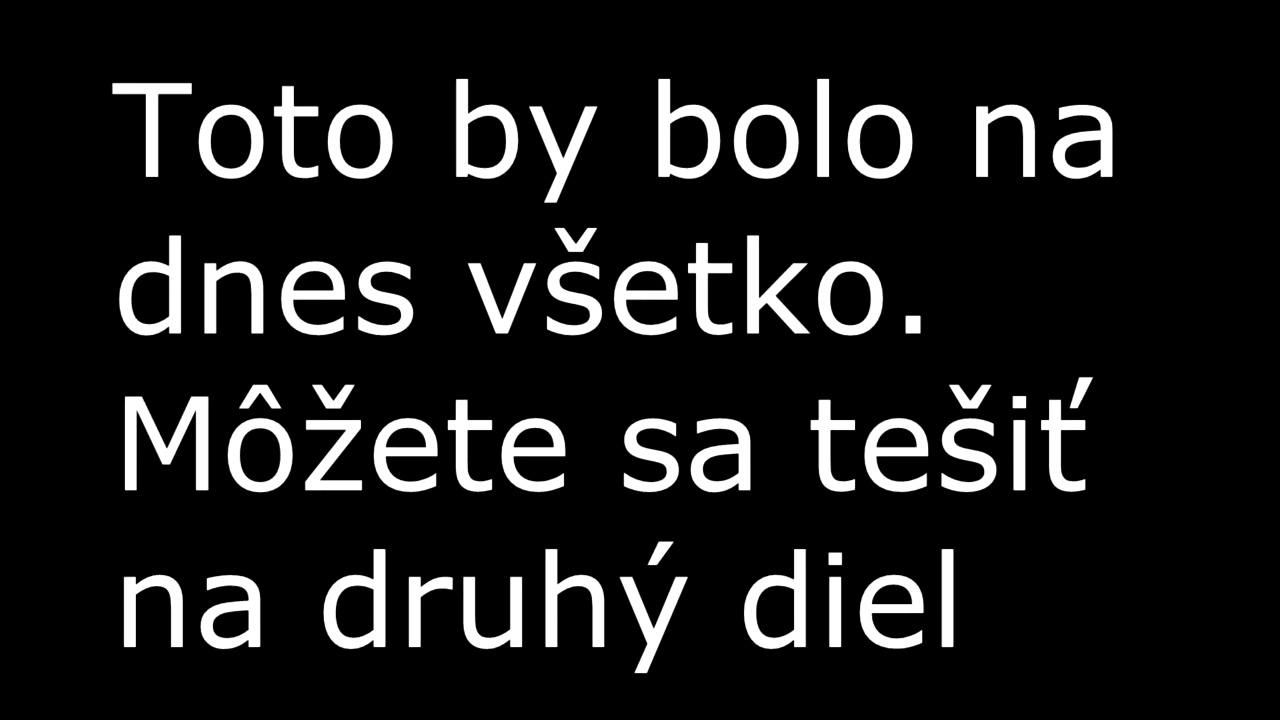 Toto by bolo na
dnes všetko.
Môžete sa tešiť
na druhý diel